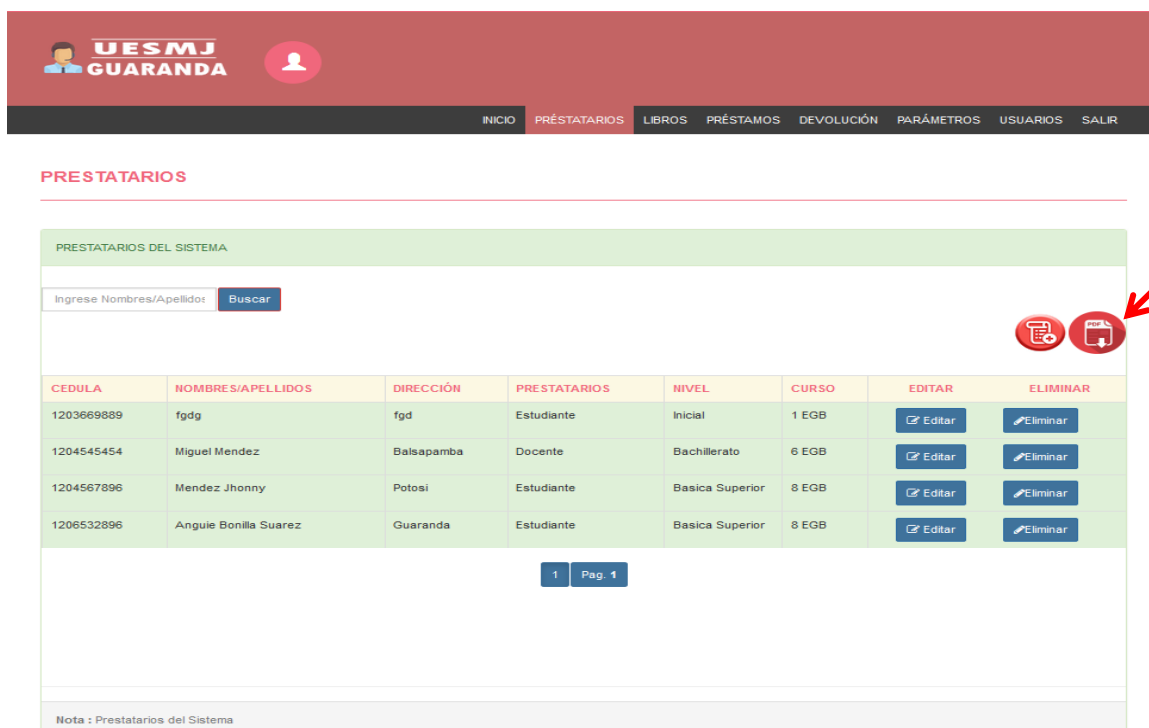 UESMJ
GUARANDA
INICIO PRÉSTATARIOS LIBROS PRÉSTAMOS DEVOLUCIÓN PARÁMETROS USUARIOS SALIR
PRESTATARIOS
PRESTATARIOS DEL SISTEMA
Ingrese Nombres/Apellidos Buscar
PDF
CEDULA NOMBRES/APELLIDOS DIRECCIÓN PRESTATARIOS NIVEL CURSO EDITAR ELIMINAR
1203669889 fgdg fgd Estudiante Inicial 1 EGB Editar Eliminar
1204545454 Miguel Mendez Balsapamba Docente Bachillerato 6 EGB Editar Eliminar
1204567896 Mendez Jhonny Potosi Estudiante Basica Superior 8 EGB Editar Eliminar
1206532896 Anguie Bonilla Suarez Guaranda Estudiante Basica Superior 8 EGB Editar Eliminar
1 Pag. 1
Nota : Prestatarios del Sistema